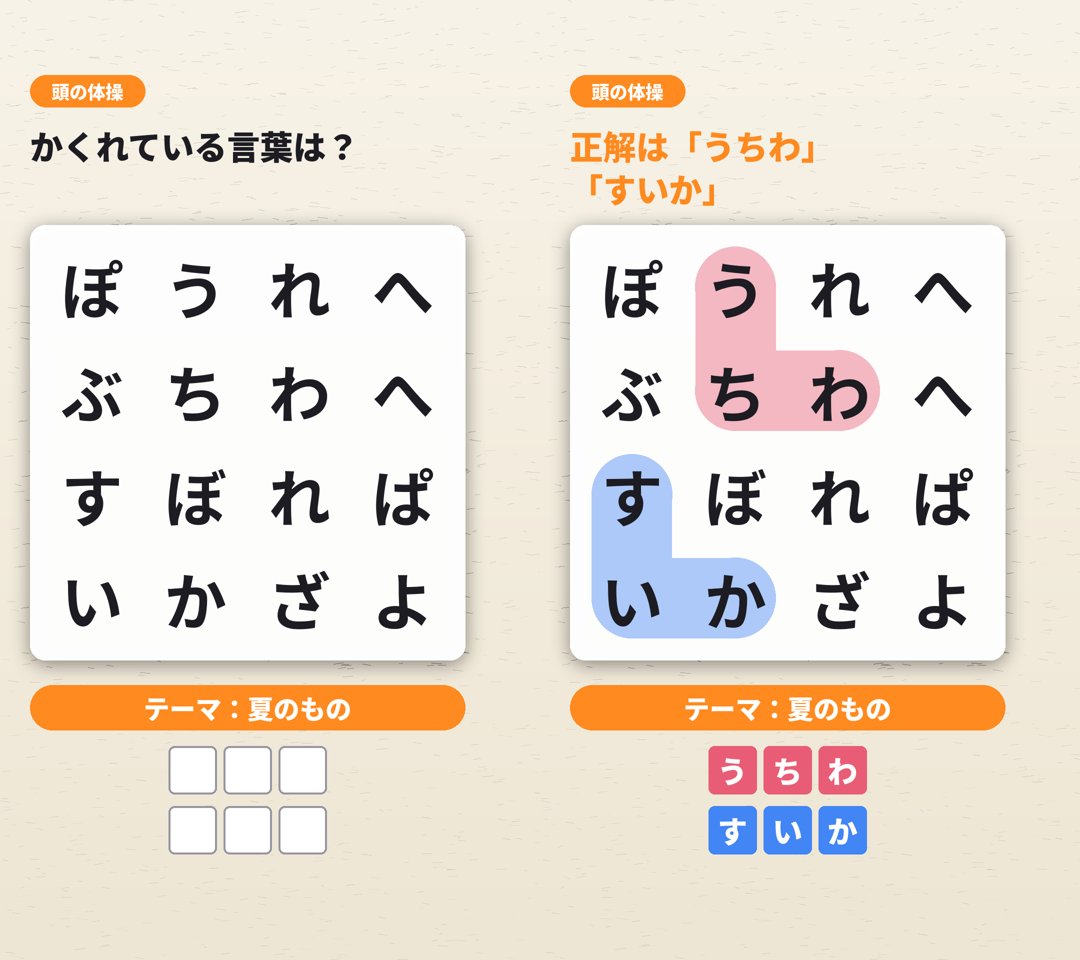 頭の体操
かくれている言葉は？
ぽ う れ へ
ぶ ち わ へ
す ぼ れ ぱ
い か ざ よ
テーマ：夏のもの
頭の体操
正解は「うちわ」
「すいか」
ぽ う れ へ
ぶ ち わ へ
す ぼ れ ぱ
い か ざ よ
テーマ：夏のもの
うちわ
すいか